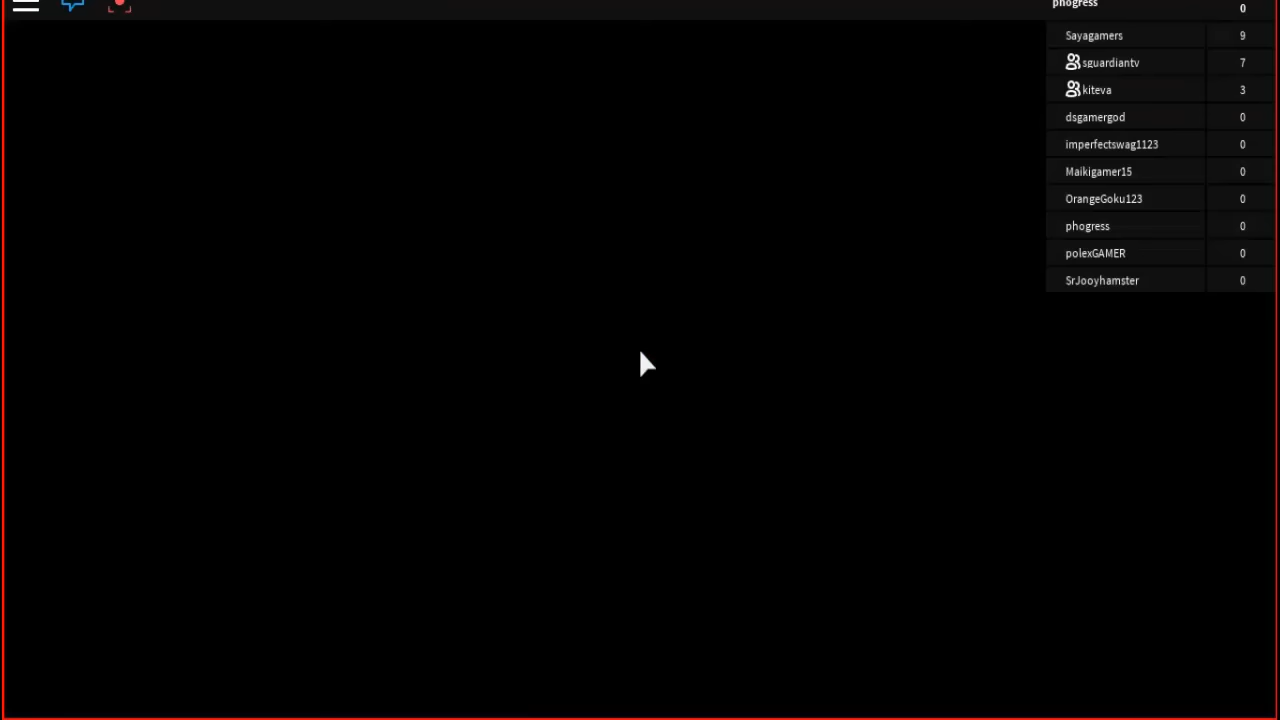 phogress 0
Sayagamers 9
sguardiantv 7
kiteva 3
dsgamergod 0
imperfectswag1123 0
Maikigamer15 0
OrangeGoku123 0
phogress 0
polexGAMER 0
SrJooyhamster 0